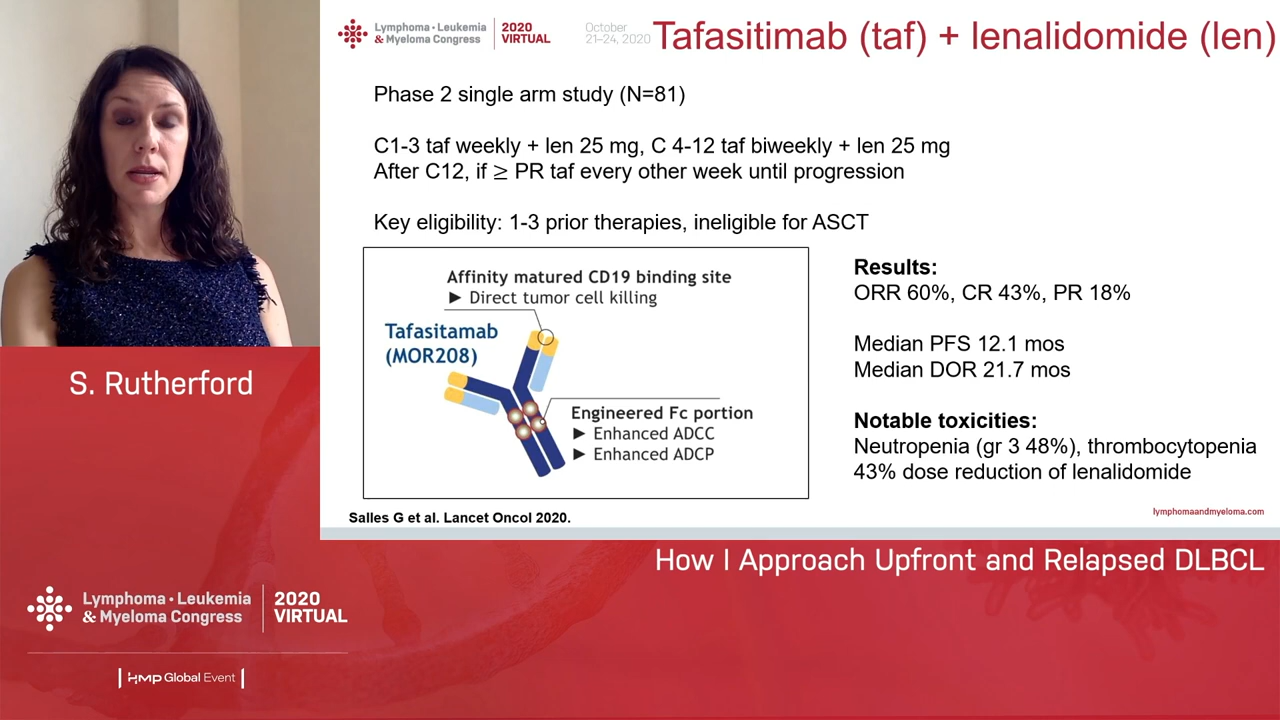 Lymphoma • Leukemia
& Myeloma Congress
2020
VIRTUAL
October
21–24, 2020
Tafasitimab (taf) + lenalidomide (len)
Phase 2 single arm study (N=81)
C1-3 taf weekly + len 25 mg, C 4-12 taf biweekly + len 25 mg
After C12, if ≥ PR taf every other week until progression
Key eligibility: 1-3 prior therapies, ineligible for ASCT
Affinity matured CD19 binding site
► Direct tumor cell killing
Tafasitamab
(MOR208)
Engineered Fc portion
► Enhanced ADCC
► Enhanced ADCP
Results:
ORR 60%, CR 43%, PR 18%
Median PFS 12.1 mos
Median DOR 21.7 mos
Notable toxicities:
Neutropenia (gr 3 48%), thrombocytopenia
43% dose reduction of lenalidomide
Salles G et al. Lancet Oncol 2020.
lymphomaandmyeloma.com
S. Rutherford
How I Approach Upfront and Relapsed DLBCL
Lymphoma • Leukemia
& Myeloma Congress
2020
VIRTUAL
HMP Global Event